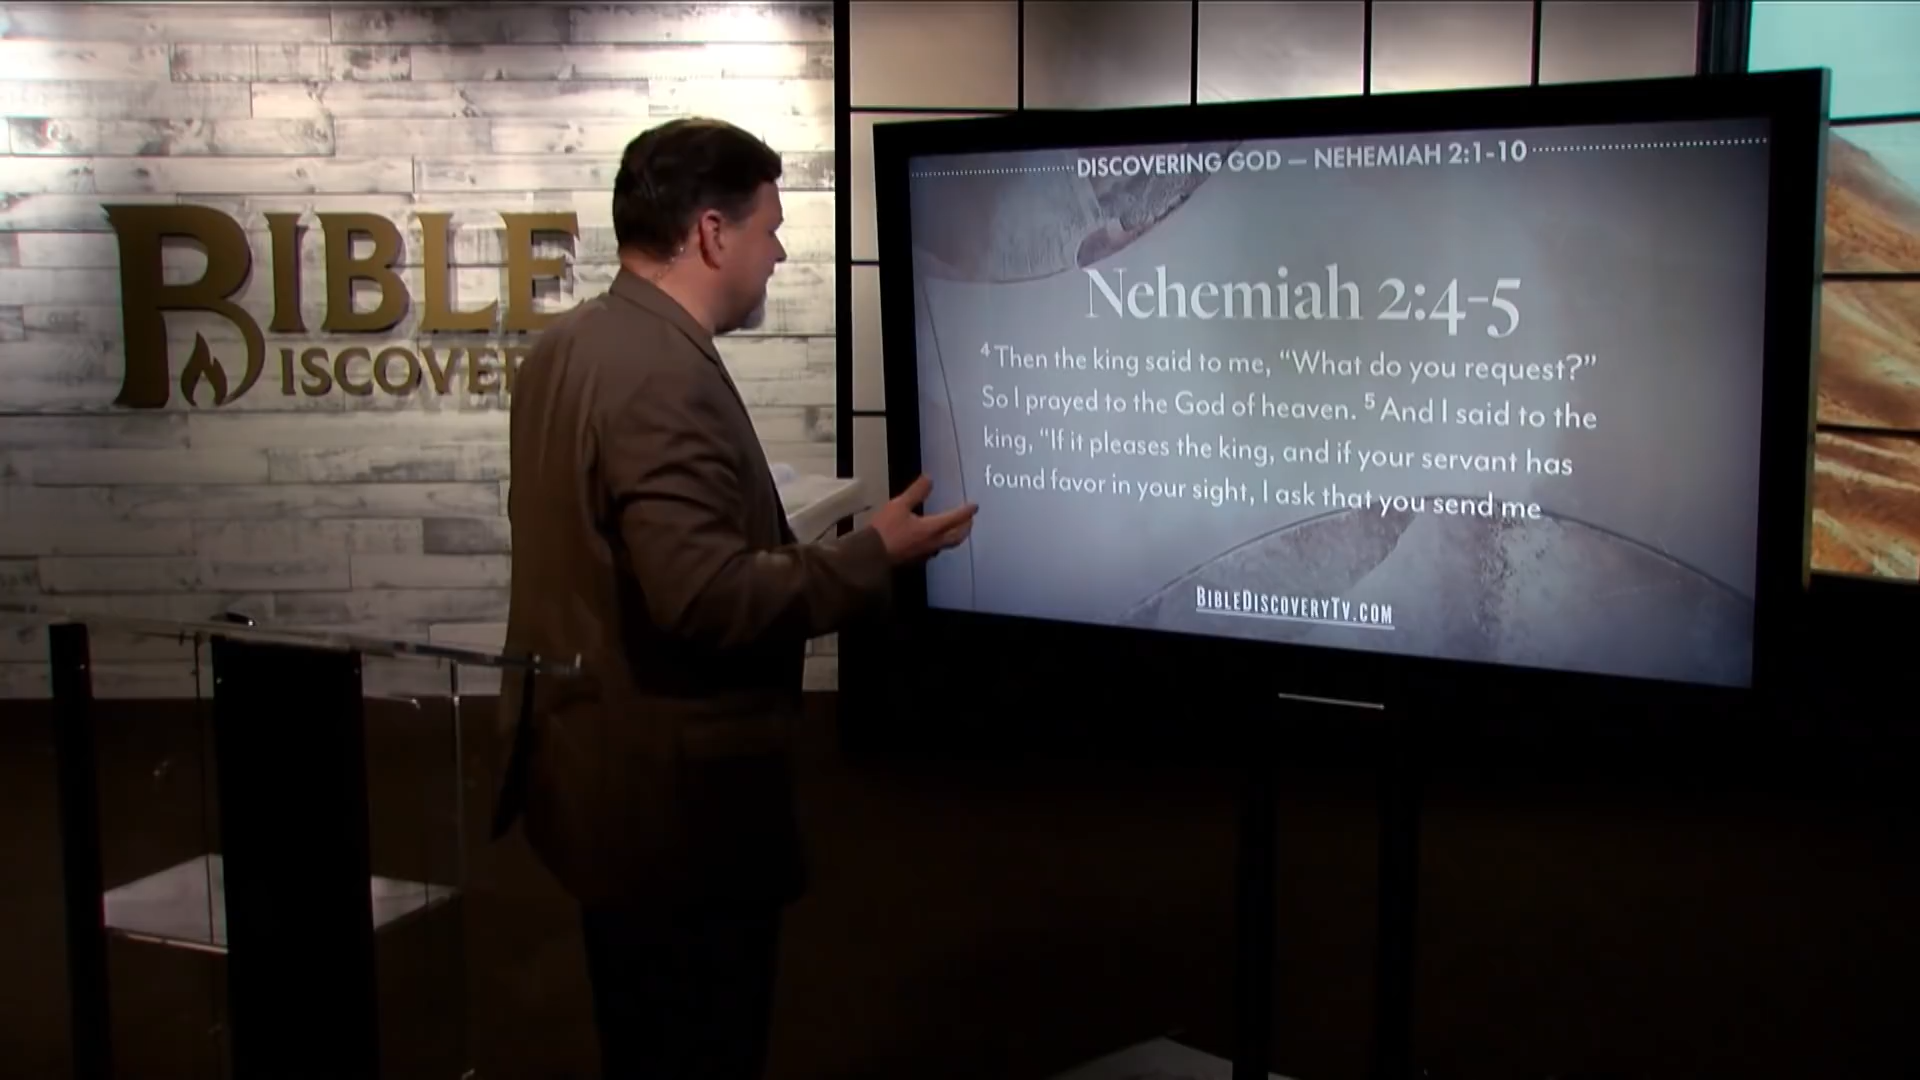 BIBLE
DISCOVER
DISCOVERING GOD — NEHEMIAH 2:1-10
Nehemiah 2:4-5
⁴ Then the king said to me, “What do you request?”
So I prayed to the God of heaven. ⁵ And I said to the
king, “If it pleases the king, and if your servant has
found favor in your sight, I ask that you send me
BIBLEDISCOVERYTV.COM